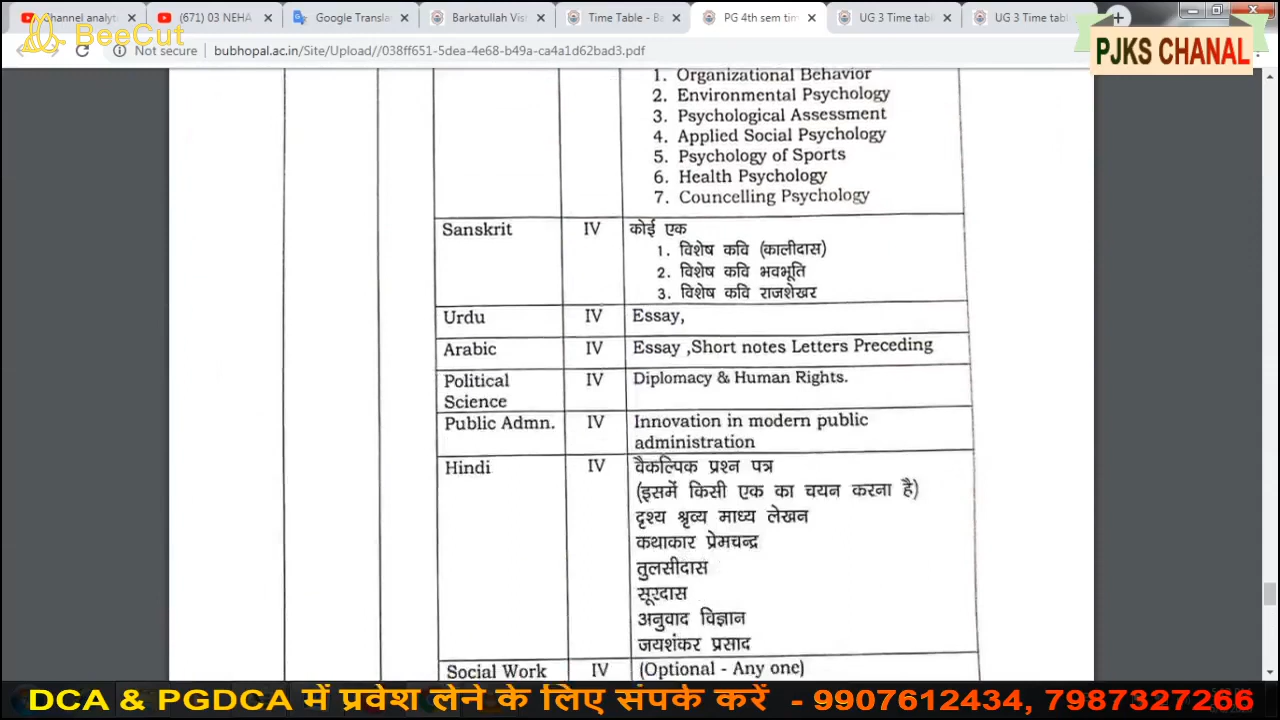 Channel analyt
(671) 03 NEHA
Google Transla
Barkatullah V
Time Table - Ba
PG 4th sem tim
UG 3 Time tab
UG 3 Time tabl
BeeCut
Not secure
bubhopal.ac.in/Site/Upload//03bff651-5dea-4e68-b49a-ca4a1d62bad3.pdf
PJKS CHANAL
1. Organizational Behavior
2. Environmental Psychology
3. Psychological Assessment
4. Applied Social Psychology
5. Psychology of Sports
6. Health Psychology
7. Councelling Psychology
Sanskrit IV कोई एक
1. विशेष कवि (कालीदास)
2. विशेष कवि भवभूति
3. विशेष कवि राजशेखर
Urdu IV Essay,
Arabic IV Essay ,Short notes Letters Preceding
Political Science IV Diplomacy & Human Rights.
Public Admn. IV Innovation in modern public
administration
Hindi IV वैकल्पिक प्रश्न पत्र
(इसमें किसी एक का चयन करना है)
दृश्य श्रृव्य माध्य लेखन
कथाकार प्रेमचन्द्र
तुलसीदास
सूरदास
अनुवाद विज्ञान
जयशंकर प्रसाद
Social Work IV (Optional - Any one)
DCA & PGDCA में प्रवेश लेने के लिए संपर्क करें - 9907612434, 7987327266